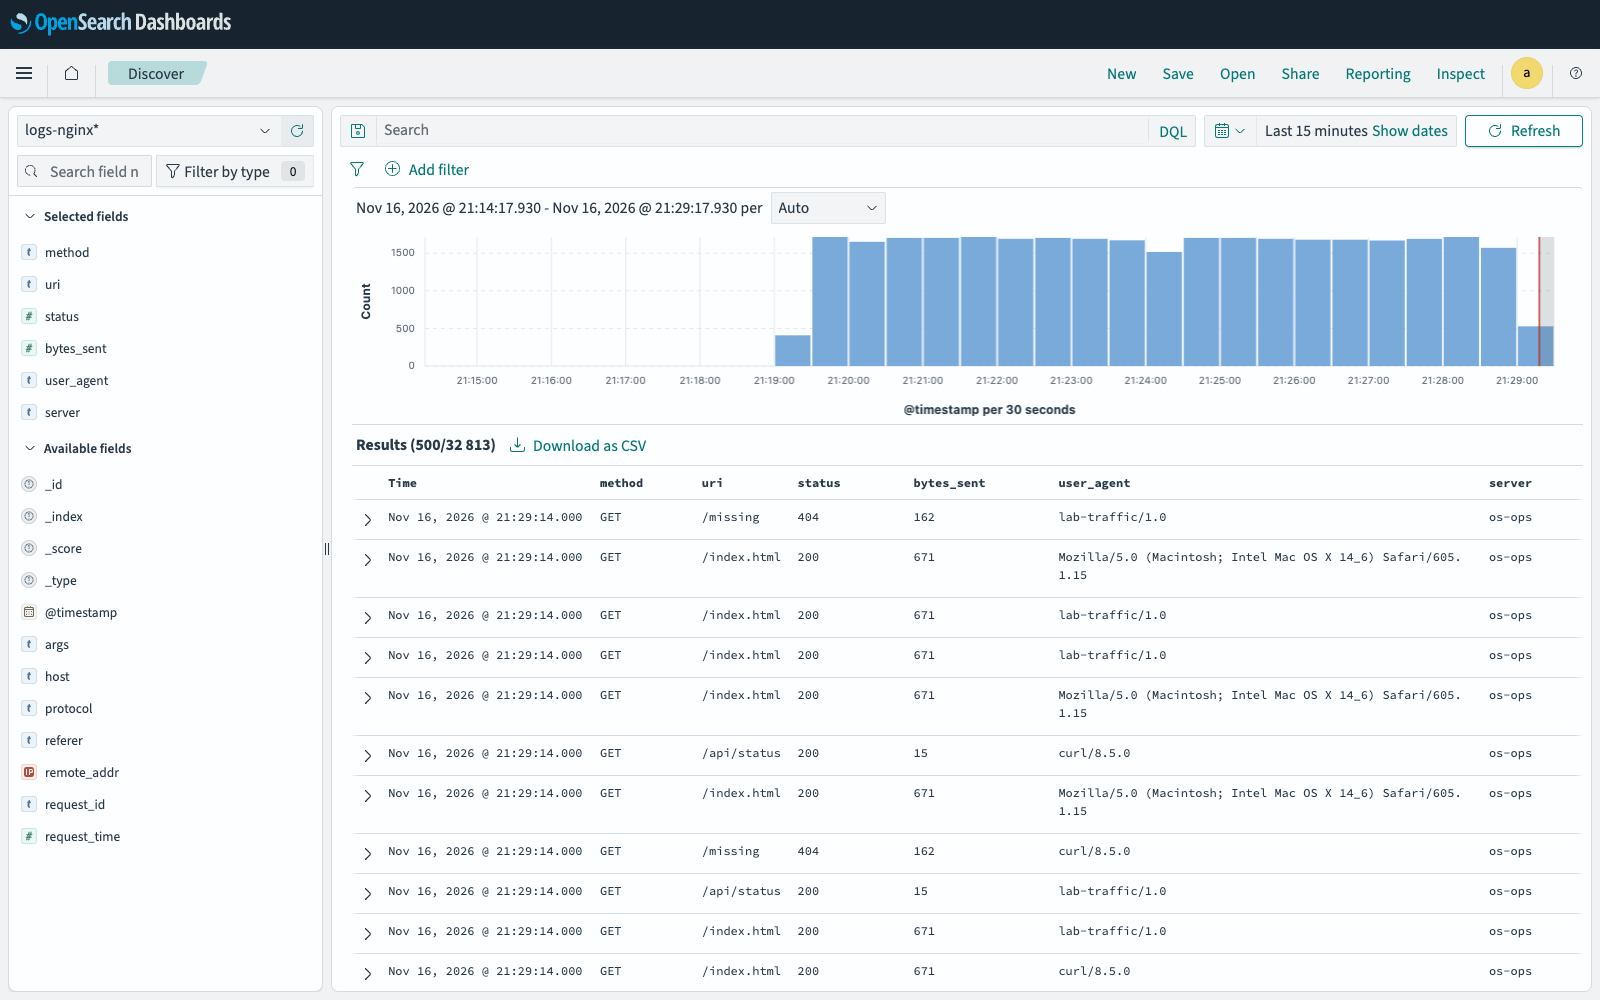 OpenSearch Dashboards
Discover
New Save Open Share Reporting Inspect a
logs-nginx*
Search field n
Filter by type 0
Selected fields
t method
t uri
# status
# bytes_sent
t user_agent
t server
Available fields
_id
_index
_score
_type
@timestamp
t args
t host
t protocol
t referer
IP remote_addr
t request_id
# request_time
Search DQL Last 15 minutes Show dates Refresh
Add filter
Nov 16, 2026 @ 21:14:17.930 - Nov 16, 2026 @ 21:29:17.930 per Auto
Count
1500
1000
500
0
21:15:00 21:16:00 21:17:00 21:18:00 21:19:00 21:20:00 21:21:00 21:22:00 21:23:00 21:24:00 21:25:00 21:26:00 21:27:00 21:28:00 21:29:00
@timestamp per 30 seconds
Results (500/32 813) Download as CSV
Time method uri status bytes_sent user_agent server
Nov 16, 2026 @ 21:29:14.000 GET /missing 404 162 lab-traffic/1.0 os-ops
Nov 16, 2026 @ 21:29:14.000 GET /index.html 200 671 Mozilla/5.0 (Macintosh; Intel Mac OS X 14_6) Safari/605. os-ops
1.15
Nov 16, 2026 @ 21:29:14.000 GET /index.html 200 671 lab-traffic/1.0 os-ops
Nov 16, 2026 @ 21:29:14.000 GET /index.html 200 671 lab-traffic/1.0 os-ops
Nov 16, 2026 @ 21:29:14.000 GET /index.html 200 671 Mozilla/5.0 (Macintosh; Intel Mac OS X 14_6) Safari/605. os-ops
1.15
Nov 16, 2026 @ 21:29:14.000 GET /api/status 200 15 curl/8.5.0 os-ops
Nov 16, 2026 @ 21:29:14.000 GET /index.html 200 671 Mozilla/5.0 (Macintosh; Intel Mac OS X 14_6) Safari/605. os-ops
1.15
Nov 16, 2026 @ 21:29:14.000 GET /missing 404 162 curl/8.5.0 os-ops
Nov 16, 2026 @ 21:29:14.000 GET /api/status 200 15 lab-traffic/1.0 os-ops
Nov 16, 2026 @ 21:29:14.000 GET /index.html 200 671 lab-traffic/1.0 os-ops
Nov 16, 2026 @ 21:29:14.000 GET /index.html 200 671 curl/8.5.0 os-ops